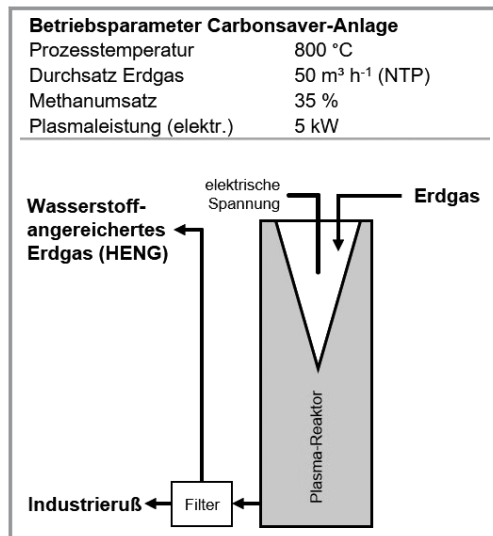 Betriebsparameter Carbonsaver-Anlage
Prozesstemperatur 800 °C
Durchsatz Erdgas 50 m³ h⁻¹ (NTP)
Methanumsatz 35 %
Plasmaleistung (elektr.) 5 kW
elektrische
Spannung
Erdgas
Wasserstoff-
angereichertes
Erdgas (HENG)
Plasma-Reaktor
Industrieruß
Filter